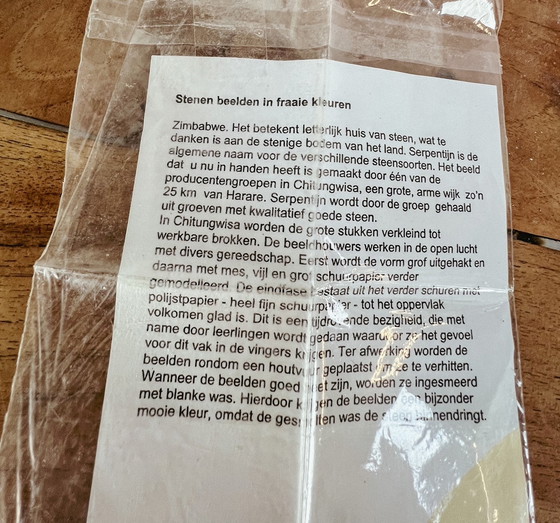 Stenen beelden in fraaie kleuren
Zimbabwe. Het betekent letterlijk huis van steen, wat te
danken is aan de stenige bodem van het land. Serpentijn is de
algemene naam voor de verschillende steensoorten. Het beeld
dat u nu in handen heeft is gemaakt door één van de
producentengroepen in Chitungwisa, een grote, arme wijk zo'n
25 km van Harare. Serpentijn wordt door de groep gehaald
uit groeven met kwalitatief goede steen.
In Chitungwisa worden de grote stukken verkleind tot
werkbare brokken. De beeldhouwers werken in de open lucht
met divers gereedschap. Eerst wordt de vorm grof uitgehakt en
daarna met mes, vijl en grof schuurpapier verder
gemodelleerd. De eindfase bestaat uit het verder schuren met
polijstpapier - heel fijn schuurpapier - tot het oppervlak
volkomen glad is. Dit is een tijdrovende bezigheid, die met
name door leerlingen wordt gedaan waardoor ze het gevoel
voor dit vak in de vingers krijgen. Ter afwerking worden de
beelden rondom een houtvuur geplaatst te verhitten.
Wanneer de beelden goed zijn, worden ze ingesmeerd
met blanke was. Hierdoor krijgen de beelden een bijzonder
mooie kleur, omdat de gesmolten was de steen binnendringt.